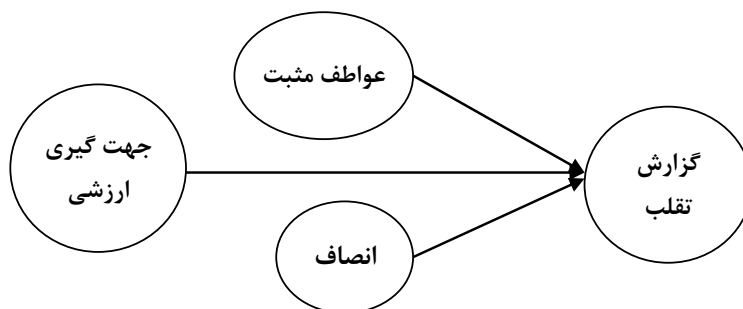 عواطف مثبت
جهت گیری
ارزشی
گزارش
تقلب
انصاف